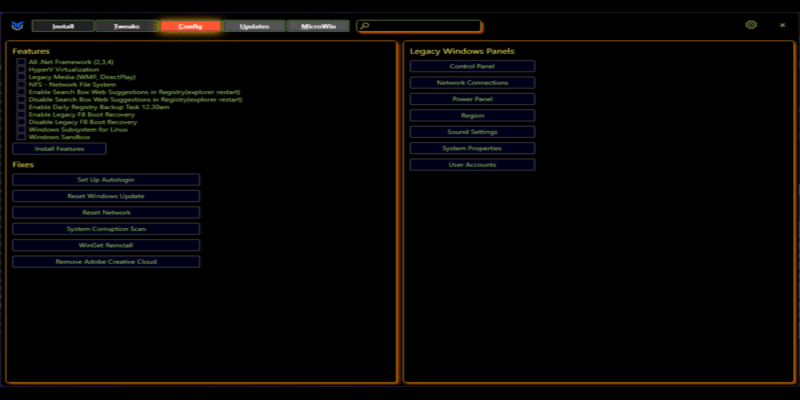 Install
Tweaks
Config
Updates
MicroWin
Features
All .Net Framework (2,3,4)
HyperV Virtualization
Legacy Media (WMP, DirectPlay)
NFS - Network File System
Enable Search Box Web Suggestions in Registry(explorer restart)
Disable Search Box Web Suggestions in Registry(explorer restart)
Enable Daily Registry Backup Task 12.30am
Enable Legacy F8 Boot Recovery
Disable Legacy F8 Boot Recovery
Windows Subsystem for Linux
Windows Sandbox
Install Features
Fixes
Set Up Autologin
Reset Windows Update
Reset Network
System Corruption Scan
WinGet Reinstall
Remove Adobe Creative Cloud
Legacy Windows Panels
Control Panel
Network Connections
Power Panel
Region
Sound Settings
System Properties
User Accounts